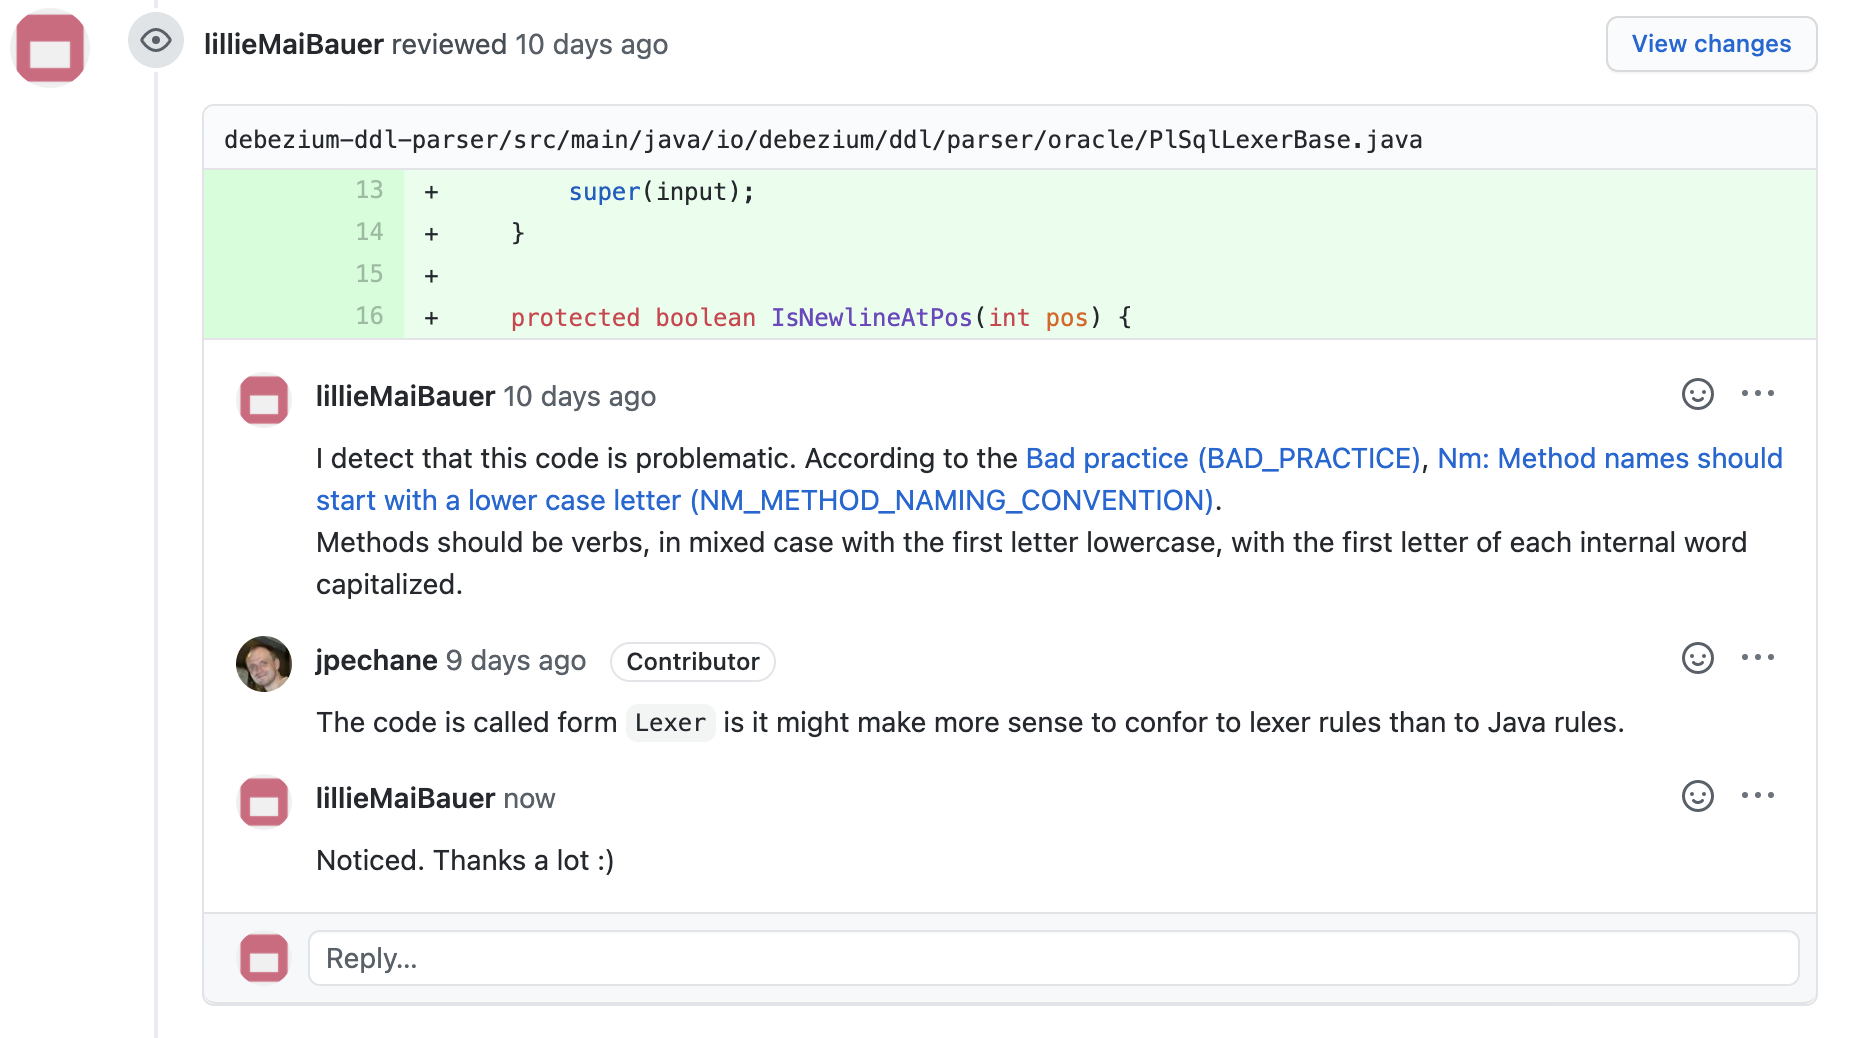 lillieMaiBauer reviewed 10 days ago
View changes
debezium-ddl-parser/src/main/java/io/debezium/ddl/parser/oracle/PlSqlLexerBase.java
13 + super(input);
14 + }
15 +
16 + protected boolean IsNewlineAtPos(int pos) {
lillieMaiBauer 10 days ago
I detect that this code is problematic. According to the Bad practice (BAD_PRACTICE), Nm: Method names should
start with a lower case letter (NM_METHOD_NAMING_CONVENTION).
Methods should be verbs, in mixed case with the first letter lowercase, with the first letter of each internal word
capitalized.
jpechane 9 days ago Contributor
The code is called form Lexer is it might make more sense to confor to lexer rules than to Java rules.
lillieMaiBauer now
Noticed. Thanks a lot :)
Reply...